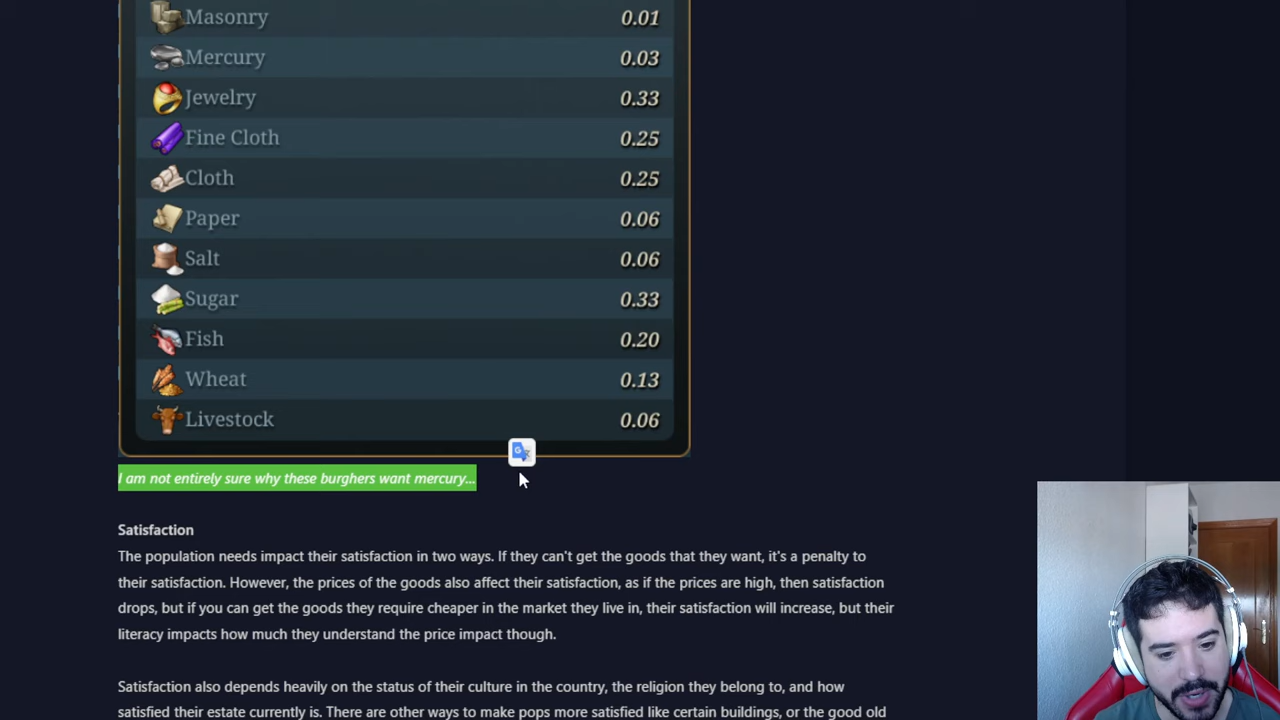 Masonry 0.01
Mercury 0.03
Jewelry 0.33
Fine Cloth 0.25
Cloth 0.25
Paper 0.06
Salt 0.06
Sugar 0.33
Fish 0.20
Wheat 0.13
Livestock 0.06
I am not entirely sure why these burghers want mercury...
Satisfaction
The population needs impact their satisfaction in two ways. If they can't get the goods that they want, it's a penalty to
their satisfaction. However, the prices of the goods also affect their satisfaction, as if the prices are high, then satisfaction
drops, but if you can get the goods they require cheaper in the market they live in, their satisfaction will increase, but their
literacy impacts how much they understand the price impact though.
Satisfaction also depends heavily on the status of their culture in the country, the religion they belong to, and how
satisfied their estate currently is. There are other ways to make pops more satisfied like certain buildings, or the good old